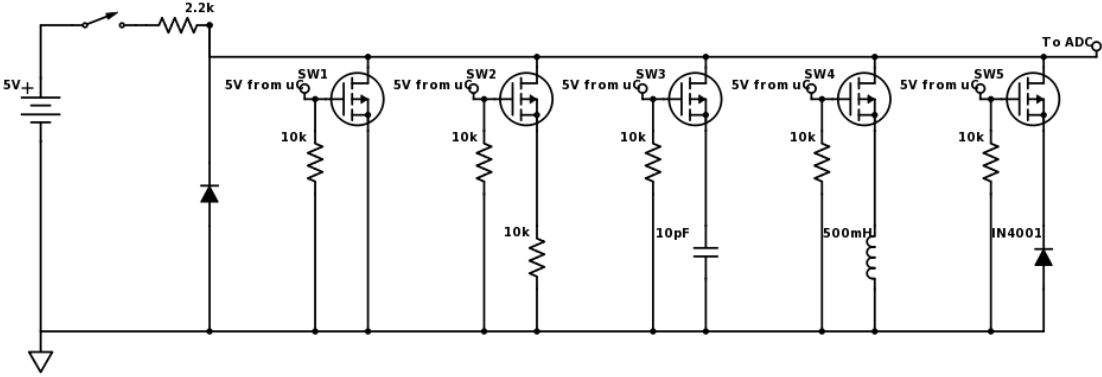 2.2k
To ADC
5V
+
SW1
5V from uC
SW2
5V from uC
SW3
5V from uC
SW4
5V from uC
SW5
5V from uC
10k
10k
10k
10k
10k
10k
10pF
500mH
IN4001